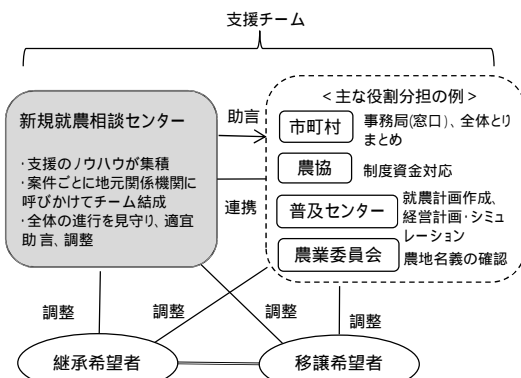 支援チーム
新規就農相談センター
・支援のノウハウが集積
・案件ごとに地元関係機関に
呼びかけてチーム結成
・全体の進行を見守り、適宜
助言、調整
助言
連携
＜主な役割分担の例＞
市町村
事務局(窓口)、全体とり
まとめ
農協
制度資金対応
普及センター
就農計画作成、
経営計画・シミュ
レーション
農業委員会
農地名義の確認
調整
調整
調整
調整
継承希望者
移譲希望者